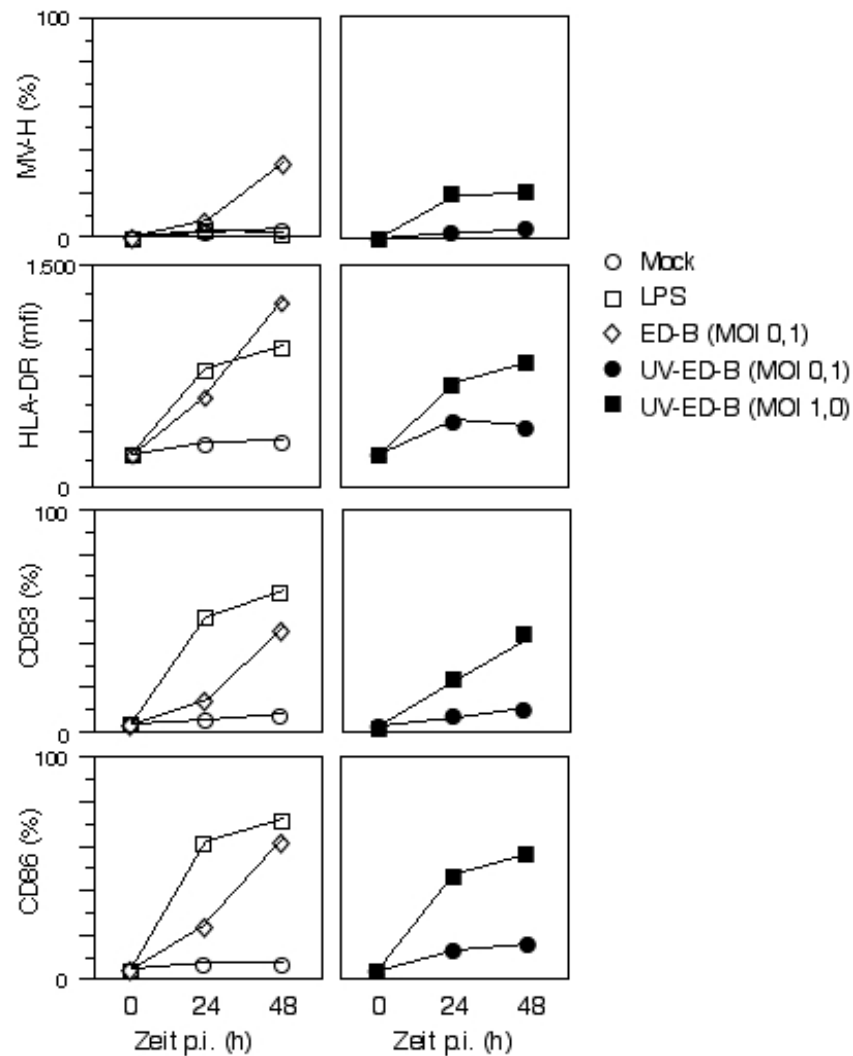 100
MV-H (%)
0
1.500
HLA-DR (mfi)
0
100
CD83 (%)
0
100
CD86 (%)
0
0 24 48
0 24 48
Zeit p.i. (h)
Zeit p.i. (h)
Mock
LPS
ED-B (MOI 0,1)
UV-ED-B (MOI 0,1)
UV-ED-B (MOI 1,0)